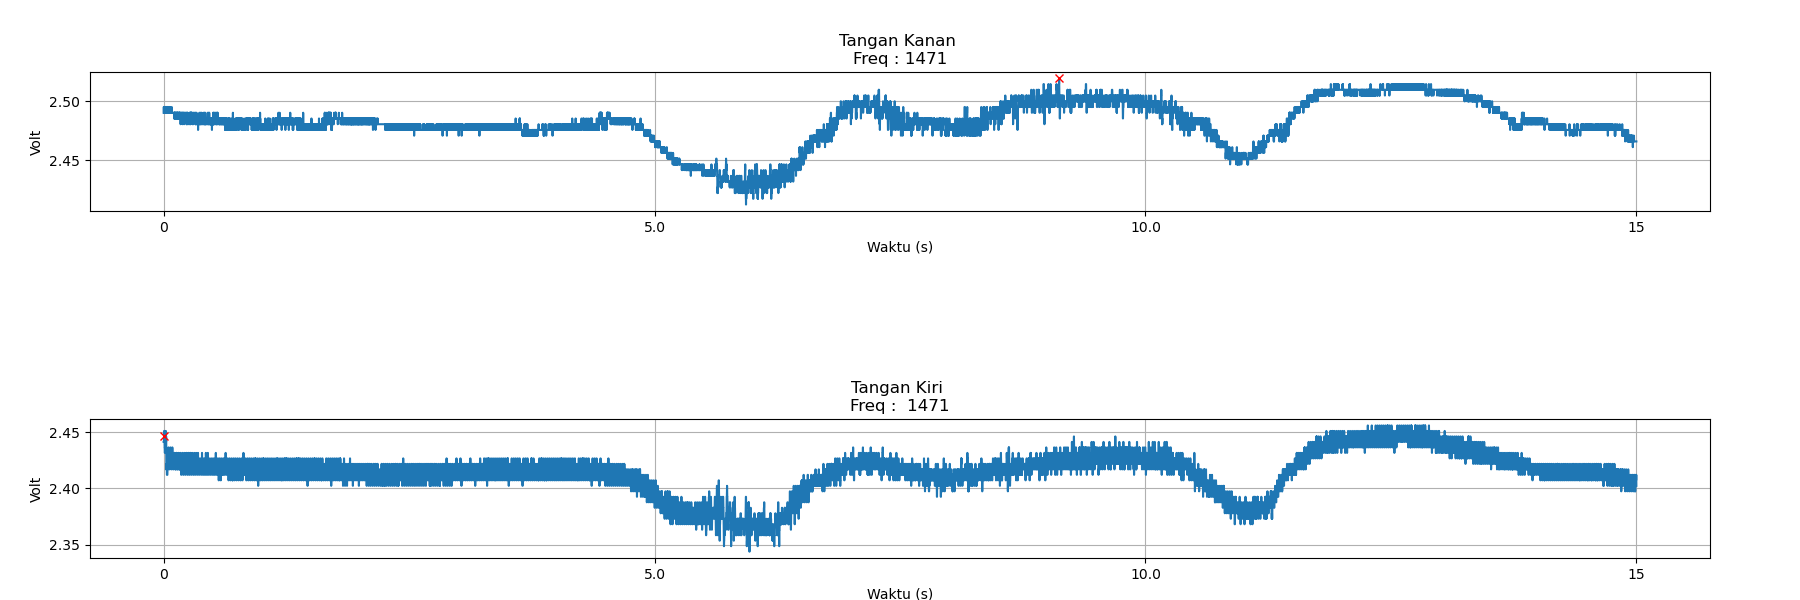 Tangan Kanan
Freq : 1471
Volt
2.50
2.45
0
5.0
10.0
15
Waktu (s)
Tangan Kiri
Freq :  1471
Volt
2.45
2.40
2.35
0
5.0
10.0
15
Waktu (s)